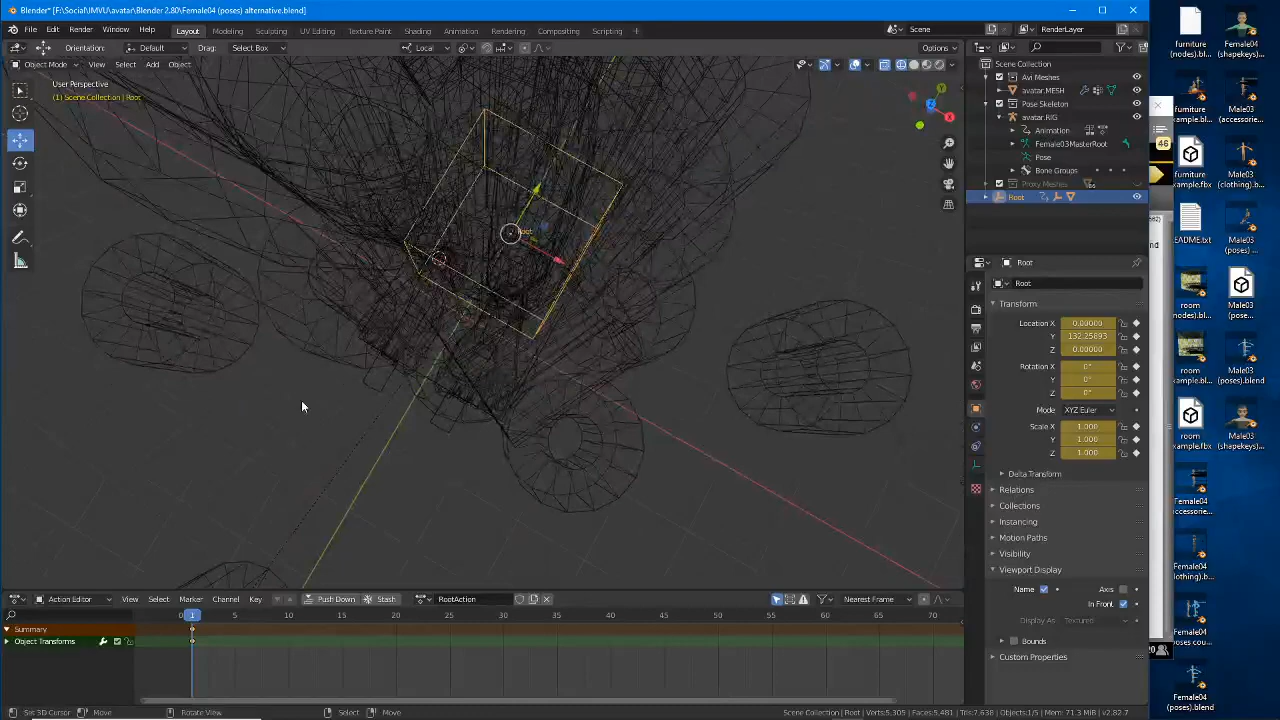 Blender* [F:\Social\IMVU\avatar\Blender 2.80\Female04 (poses) alternative.blend]
File Edit Render Window Help Layout Modeling Sculpting UV Editing Texture Paint Shading Animation Rendering Compositing Scripting + Scene RenderLayer
Orientation: Default Drag: Select Box Local Options
Object Mode View Select Add Object
User Perspective
(1) Scene Collection | Root
Root
Scene Collection
Avi Meshes
avatar.MESH
Pose Skeleton
avatar.RIG
Animation
Female03MasterRoot
Pose
Bone Groups
Proxy Meshes
Root
Root
Root
Transform
Location X 0.00000
Y 132.25893
Z 0.00000
Rotation X 0°
Y 0°
Z 0°
Mode XYZ Euler
Scale X 1.000
Y 1.000
Z 1.000
Delta Transform
Relations
Collections
Instancing
Motion Paths
Visibility
Viewport Display
Name Axis
In Front
Display As Textured
Bounds
Custom Properties
Action Editor View Select Marker Channel Key Push Down Stash RootAction Nearest Frame
0 1 5 10 15 20 25 30 35 40 45 50 55 60 65 70
Summary
Object Transforms
Set 3D Cursor Move Rotate View Select Move Scene Collection | Root | Verts:5,305 | Faces:5,481 | Tris:7,638 | Objects:1/5 | Mem: 71.3 MiB | v2.82.7
furniture (nodes).bl...
Female04 (shapekeys)...
furniture example.bl...
Male03 (accessorie...
46
furniture example.fbx
Male03 (clothing).bl...
README.txt
Male03 (poses) ...
room (nodes).bl...
Male03 (pose...
room example.bl...
Male03 (poses).blend
room example.fbx
Male03 (shapekeys)...
Female04
Female04
Female04 (poses cou...
Female04 (poses).blend